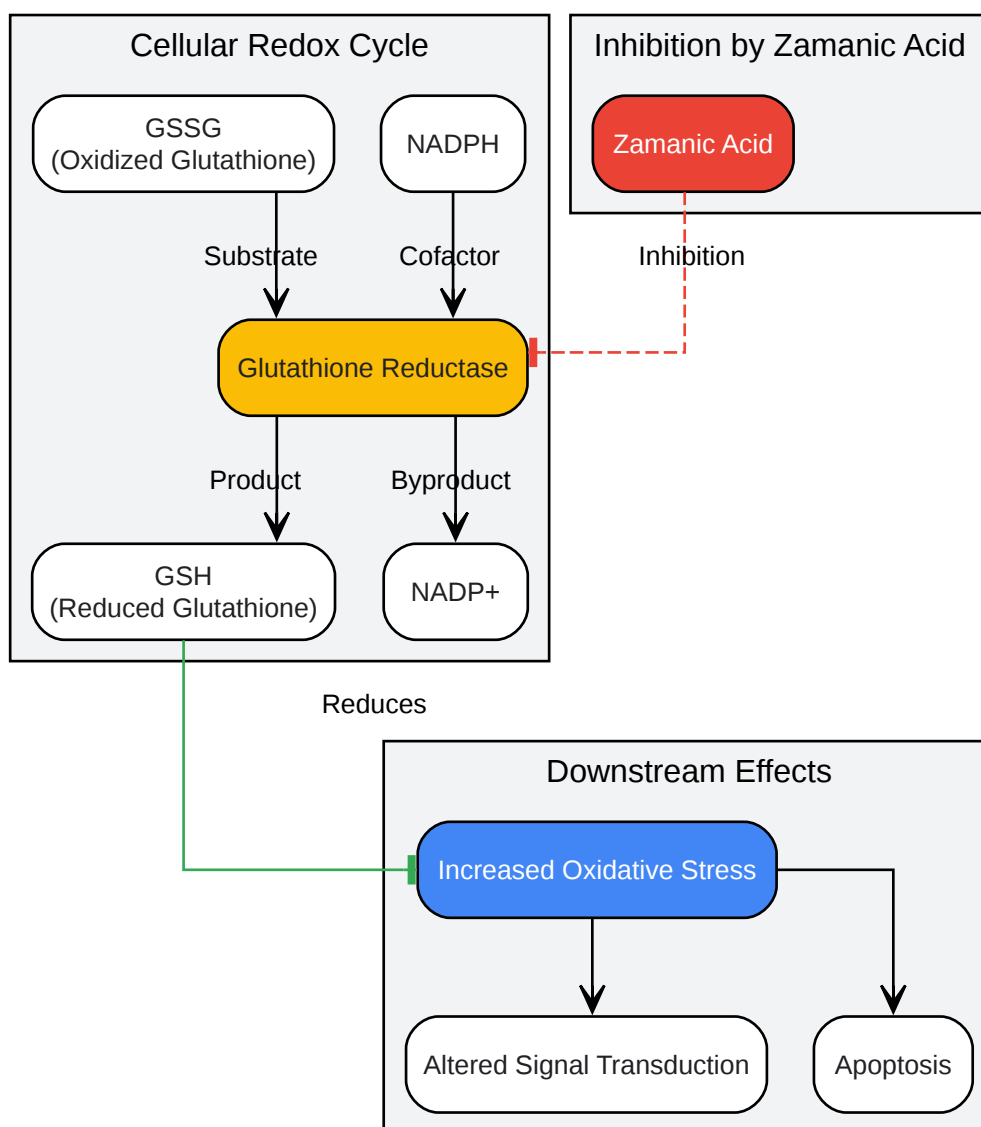 Cellular Redox Cycle
Inhibition by Zamanic Acid
GSSG
(Oxidized Glutathione)
NADPH
Zamanic Acid
Substrate
Cofactor
Inhibition
Glutathione Reductase
Product
Byproduct
GSH
(Reduced Glutathione)
NADP+
Reduces
Downstream Effects
Increased Oxidative Stress
Altered Signal Transduction
Apoptosis